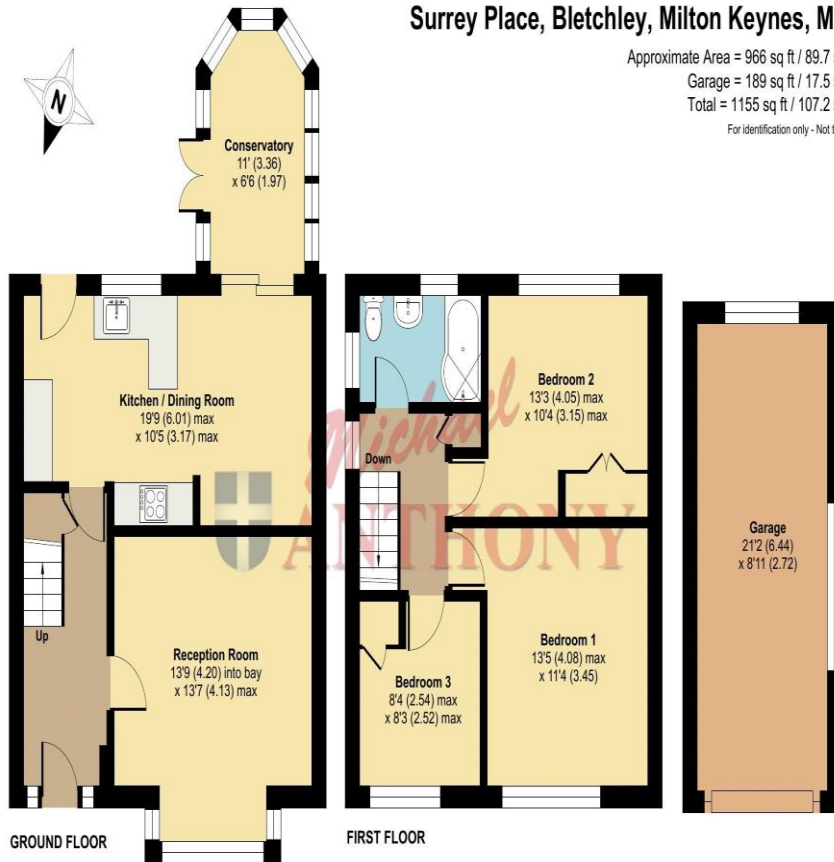 Surrey Place, Bletchley, Milton Keynes, M
Approximate Area = 966 sq ft / 89.7
Garage = 189 sq ft / 17.5
Total = 1155 sq ft / 107.2
For identification only - Not
N
Conservatory
11' (3.36)
x 6'6 (1.97)
Kitchen / Dining Room
19'9 (6.01) max
x 10'5 (3.17) max
Up
Reception Room
13'9 (4.20) into bay
x 13'7 (4.13) max
GROUND FLOOR
Bedroom 2
13'3 (4.05) max
x 10'4 (3.15) max
Down
Bedroom 1
13'5 (4.08) max
x 11'4 (3.45)
Bedroom 3
8'4 (2.54) max
x 8'3 (2.52) max
FIRST FLOOR
Garage
21'2 (6.44)
x 8'11 (2.72)
Michael
ANTHONY